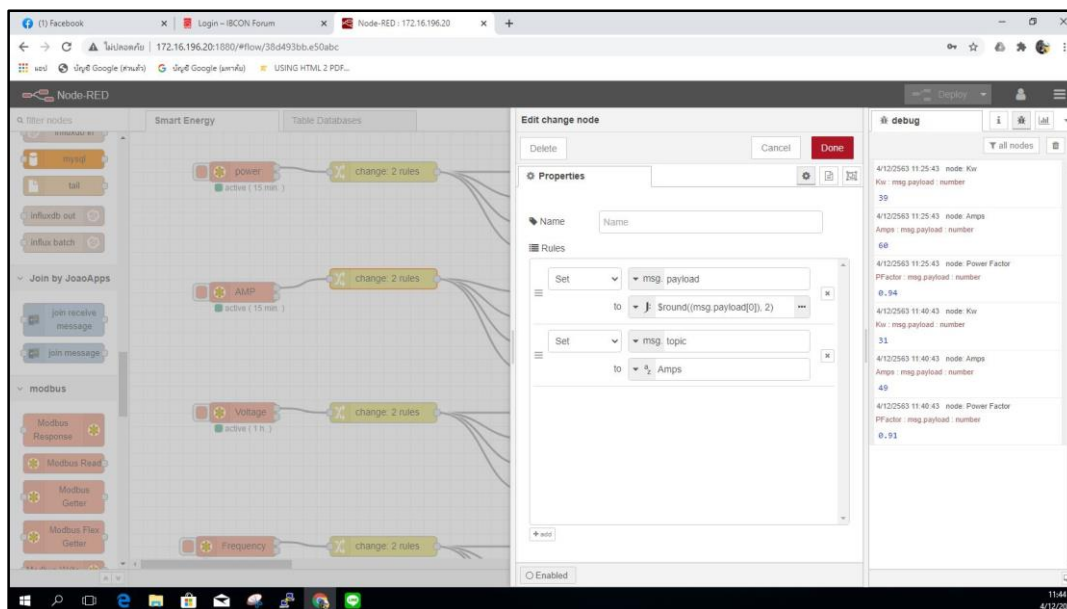 (1) Facebook
Login – IBCON Forum
Node-RED : 172.16.196.20
ไม่ปลอดภัย
172.16.196.20:1880/#flow/38d493bb.e50abc
แอป
บัญชี Google (ส่วนตัว)
บัญชี Google (มหาลัย)
USING HTML 2 PDF...
Node-RED
Deploy
filter nodes
Smart Energy
Table Databases
Edit change node
debug
influxdb in
mysql
tail
influxdb out
influx batch
Join by JoaoApps
join receive
message
join message
modbus
Modbus
Response
Modbus Read
Modbus
Getter
Modbus Flex
Getter
power
active ( 15 min. )
change: 2 rules
AMP
active ( 15 min. )
change: 2 rules
Voltage
active ( 1 h. )
change: 2 rules
Frequency
change: 2 rules
Delete
Cancel
Done
Properties
Name
Name
Rules
Set
msg. payload
to
J: $round((msg.payload[0]), 2)
Set
msg. topic
to
Amps
add
Enabled
all nodes
4/12/2563 11:25:43 node: Kw
Kw : msg.payload : number
39
4/12/2563 11:25:43 node: Amps
Amps : msg.payload : number
60
4/12/2563 11:25:43 node: Power Factor
PFactor : msg.payload : number
0.94
4/12/2563 11:40:43 node: Kw
Kw : msg.payload : number
31
4/12/2563 11:40:43 node: Amps
Amps : msg.payload : number
49
4/12/2563 11:40:43 node: Power Factor
PFactor : msg.payload : number
0.91
11:44
4/12/20